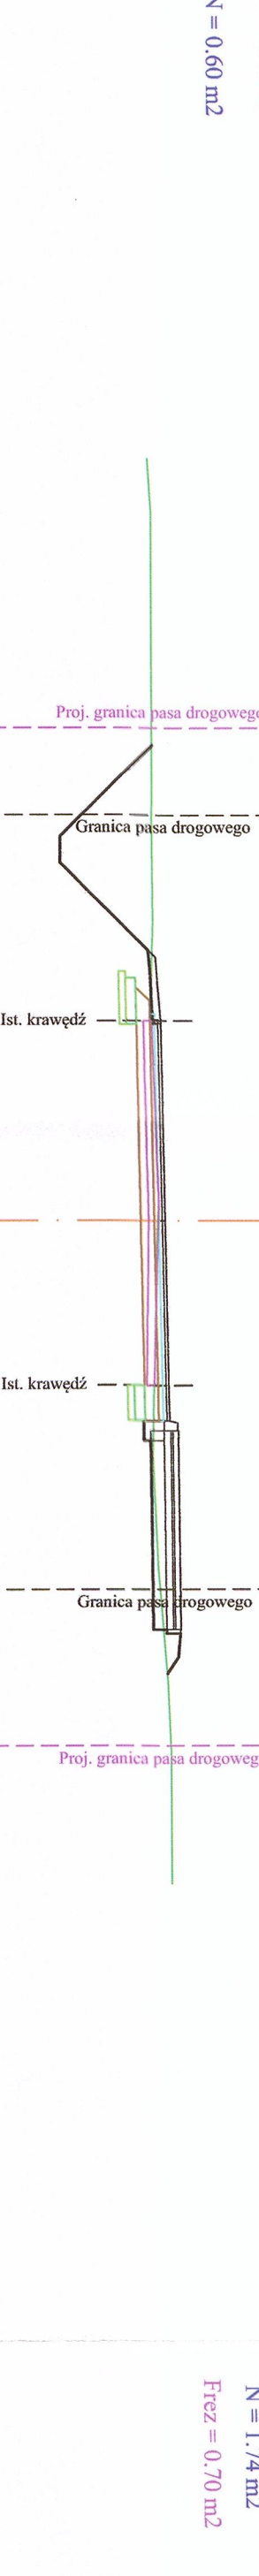 N = 0.60 m2
Proj. granica pasa drogowego
Granica pasa drogowego
Ist. krawędź
Ist. krawędź
Granica pasa drogowego
Proj. granica pasa drogoweg
N = 1.74 m2
Frez = 0.70 m2